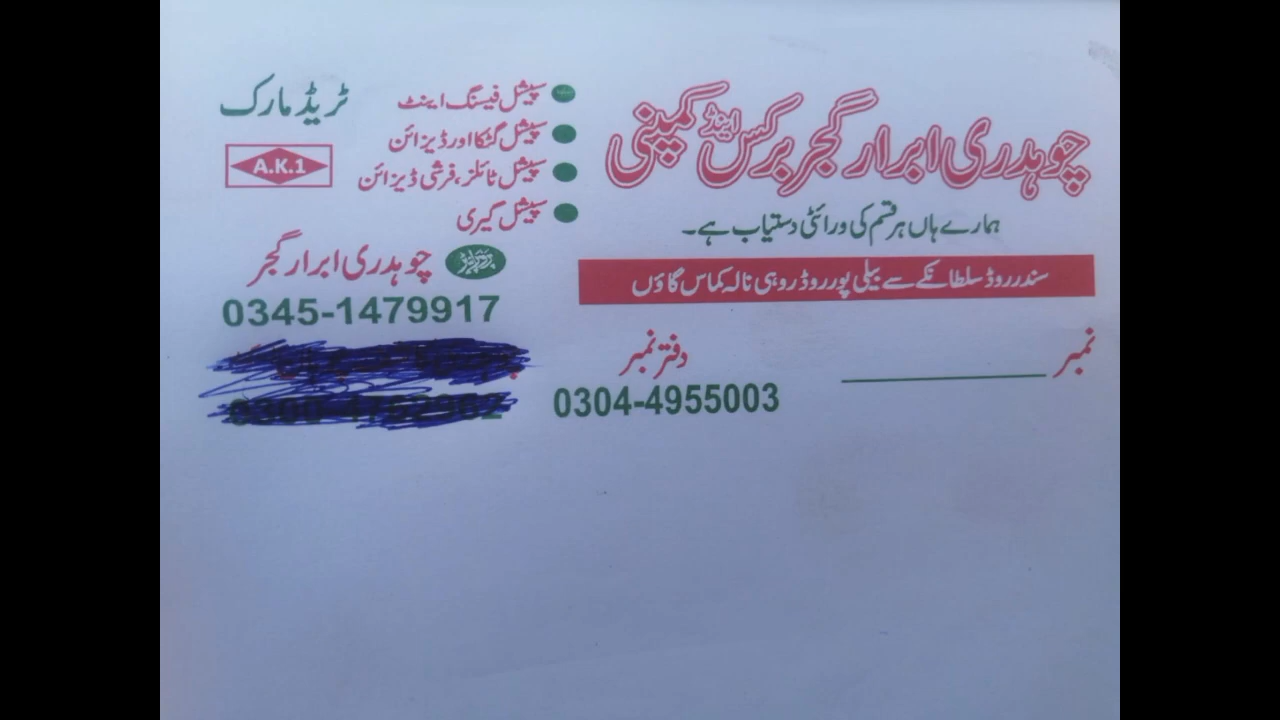 چوہدری ابرار گجر برکس اینڈ کمپنی
ہمارے ہاں ہر قسم کی ورائٹی دستیاب ہے۔
سندر روڈ سلطانکے سے بیلی پور روڈ روہی نالہ کماس گاؤں
نمبر
دفتر نمبر
0304-4955003
سپیشل فیسنگ اینٹ
سپیشل گٹکا اور ڈیزائن
سپیشل ٹائلز، فرشی ڈیزائن
سپیشل گیری
ٹریڈ مارک
A.K.1
پروپرائٹر چوہدری ابرار گجر
0345-1479917